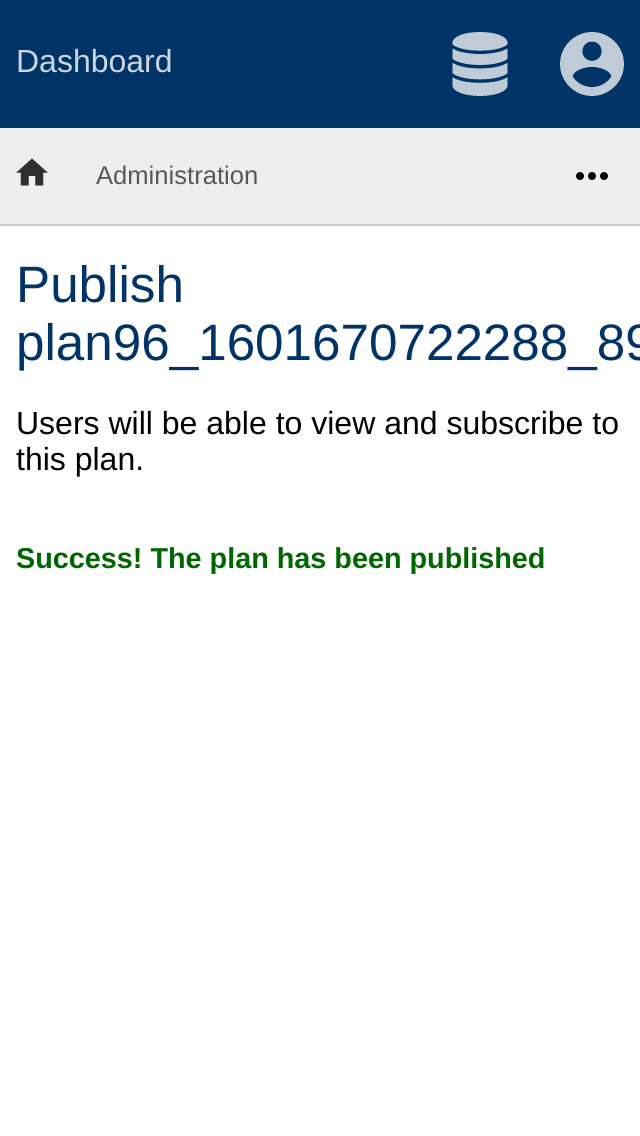 Dashboard
Administration
Publish
plan96_1601670722288_89
Users will be able to view and subscribe to
this plan.
Success! The plan has been published